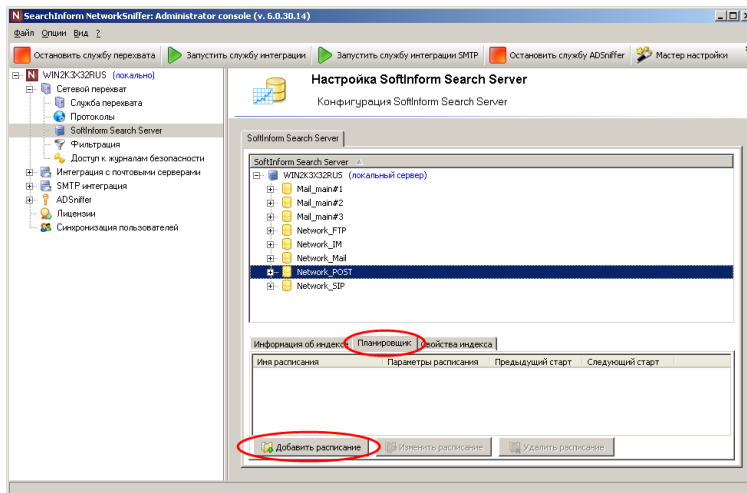 SearchInform NetworkSniffer: Administrator console (v. 6.0.30.14)
Файл Опции Вид ?
Остановить службу перехвата Запустить службу интеграции Запустить службу интеграции SMTP Остановить службу ADSniffer Мастер настройки
WIN2K3X32RUS (локально)
Сетевой перехват
Служба перехвата
Протоколы
SoftInform Search Server
Фильтрация
Доступ к журналам безопасности
Интеграция с почтовыми серверами
SMTP интеграция
ADSniffer
Лицензии
Синхронизация пользователей
Настройка SoftInform Search Server
Конфигурация SoftInform Search Server
SoftInform Search Server
SoftInform Search Server
WIN2K3X32RUS (локальный сервер)
Mail_main#1
Mail_main#2
Mail_main#3
Network_FTP
Network_IM
Network_Mail
Network_POST
Network_SIP
Информация об индексе Планировщик Свойства индекса
Имя расписания Параметры расписания Предыдущий старт Следующий старт
Добавить расписание Изменить расписание Удалить расписание